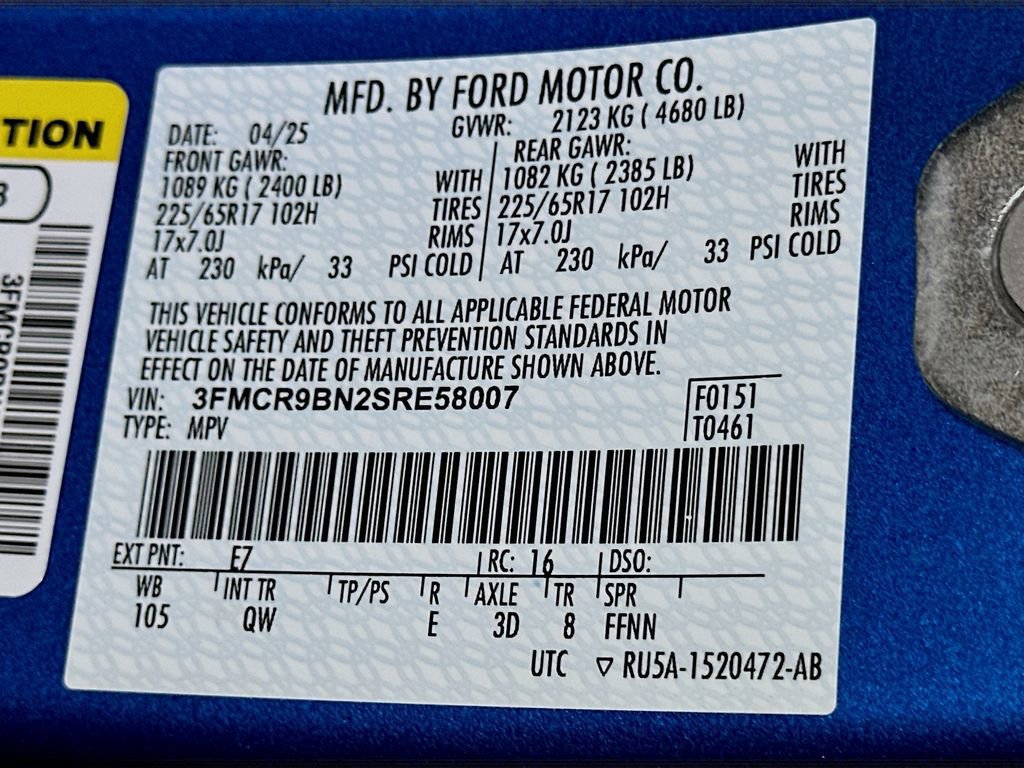 TION
3
MFD. BY FORD MOTOR CO.
DATE: 04/25 GVWR: 2123 KG ( 4680 LB)
FRONT GAWR: REAR GAWR:
1089 KG ( 2400 LB) WITH 1082 KG ( 2385 LB) WITH
225/65R17 102H TIRES 225/65R17 102H TIRES
17x7.0J RIMS 17x7.0J RIMS
AT 230 kPa/ 33 PSI COLD AT 230 kPa/ 33 PSI COLD
THIS VEHICLE CONFORMS TO ALL APPLICABLE FEDERAL MOTOR
VEHICLE SAFETY AND THEFT PREVENTION STANDARDS IN
EFFECT ON THE DATE OF MANUFACTURE SHOWN ABOVE.
VIN: 3FMCR9BN2SRE58007 F0151
TYPE: MPV T0461
EXT PNT: E7 RC: 16 DSO:
WB INT TR TP/PS R AXLE TR SPR
105 QW E 3D 8 FFNN
UTC ▽ RU5A-1520472-AB